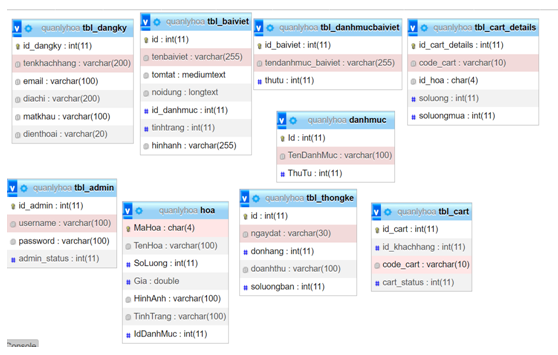 quanlyhoa tbl_dangky
id_dangky : int(11)
tenkhachhang : varchar(200)
email : varchar(100)
diachi : varchar(200)
matkhau : varchar(100)
dienthoai : varchar(20)
quanlyhoa tbl_baiviet
id : int(11)
tenbaiviet : varchar(255)
tomtat : mediumtext
noidung : longtext
id_danhmuc : int(11)
tinhtrang : int(11)
hinhanh : varchar(255)
quanlyhoa tbl_danhmucbaiviet
id_baiviet : int(11)
tendanhmuc_baiviet : varchar(255)
thutu : int(11)
quanlyhoa tbl_cart_details
id_cart_details : int(11)
code_cart : varchar(10)
id_hoa : char(4)
soluong : int(11)
soluongmua : int(11)
quanlyhoa danhmuc
Id : int(11)
TenDanhMuc : varchar(100)
ThuTu : int(11)
quanlyhoa tbl_admin
id_admin : int(11)
username : varchar(100)
password : varchar(100)
admin_status : int(11)
quanlyhoa hoa
MaHoa : char(4)
TenHoa : varchar(100)
SoLuong : int(11)
Gia : double
HinhAnh : varchar(100)
TinhTrang : varchar(100)
IdDanhMuc : int(11)
quanlyhoa tbl_thongke
id : int(11)
ngaydat : varchar(30)
donhang : int(11)
doanhthu : varchar(100)
soluongban : int(11)
quanlyhoa tbl_cart
id_cart : int(11)
id_khachhang : int(11)
code_cart : varchar(10)
cart_status : int(11)
Console